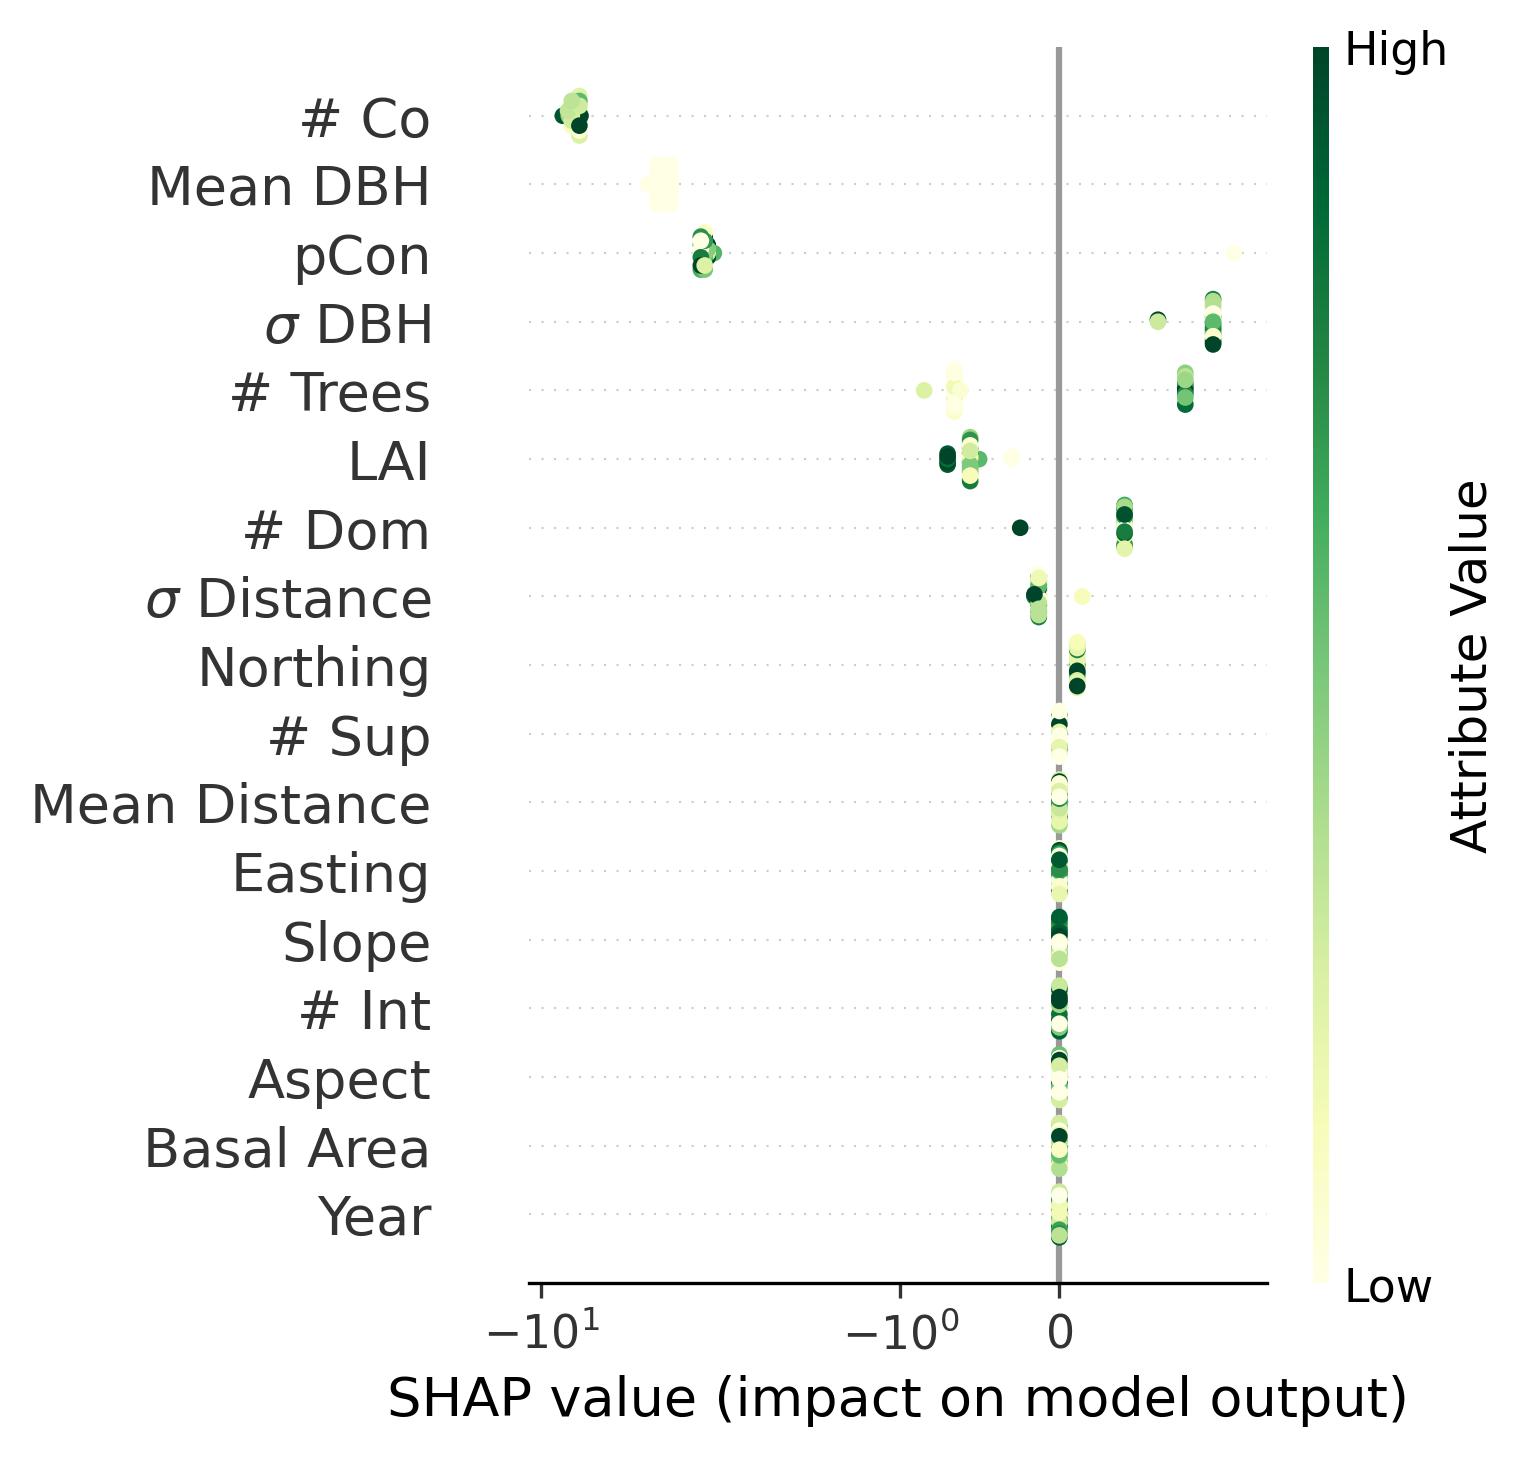 High
# Co
Mean DBH
pCon
σ DBH
# Trees
LAI
# Dom
σ Distance
Northing
# Sup
Mean Distance
Easting
Slope
# Int
Aspect
Basal Area
Year
Attribute Value
Low
−10¹ −10⁰ 0
SHAP value (impact on model output)